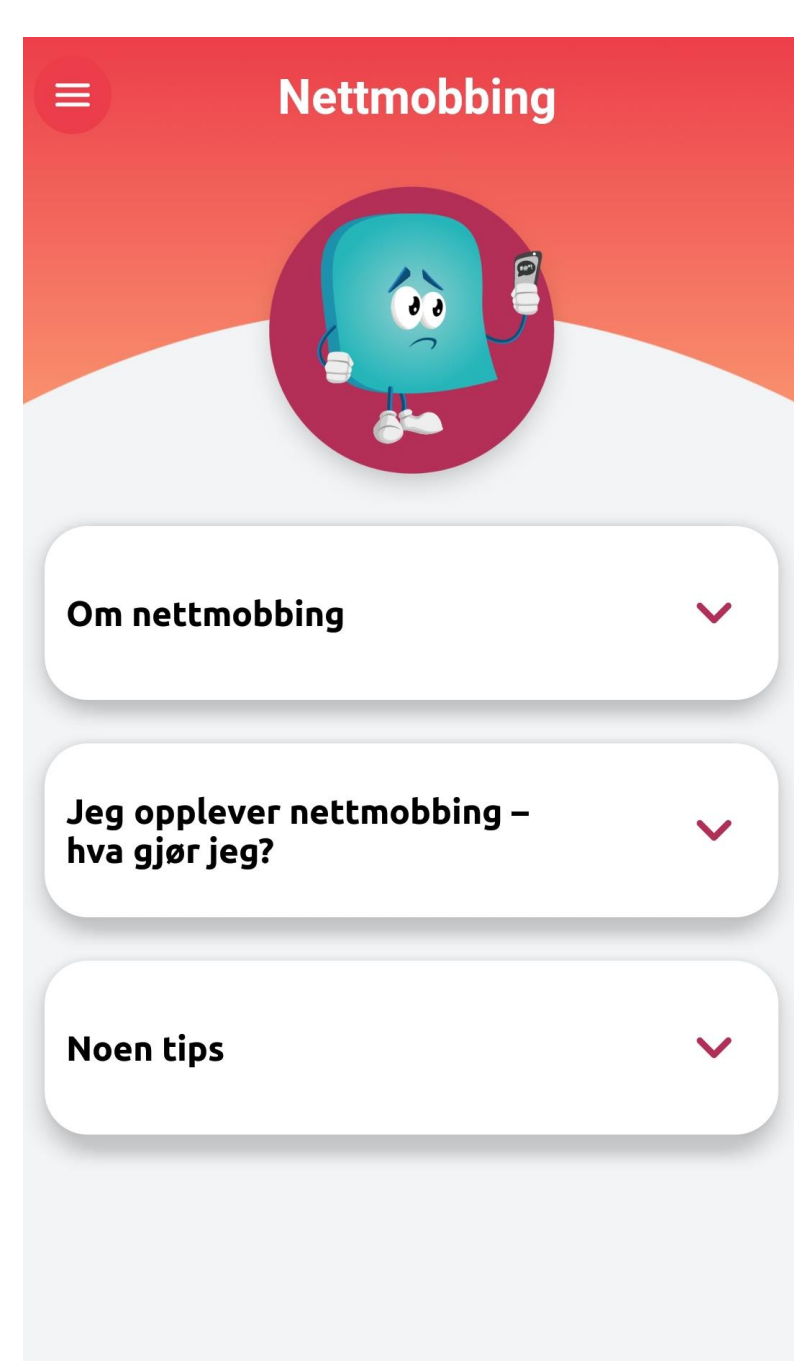 Nettmobbing
Om nettmobbing
Jeg opplever nettmobbing –
hva gjør jeg?
Noen tips